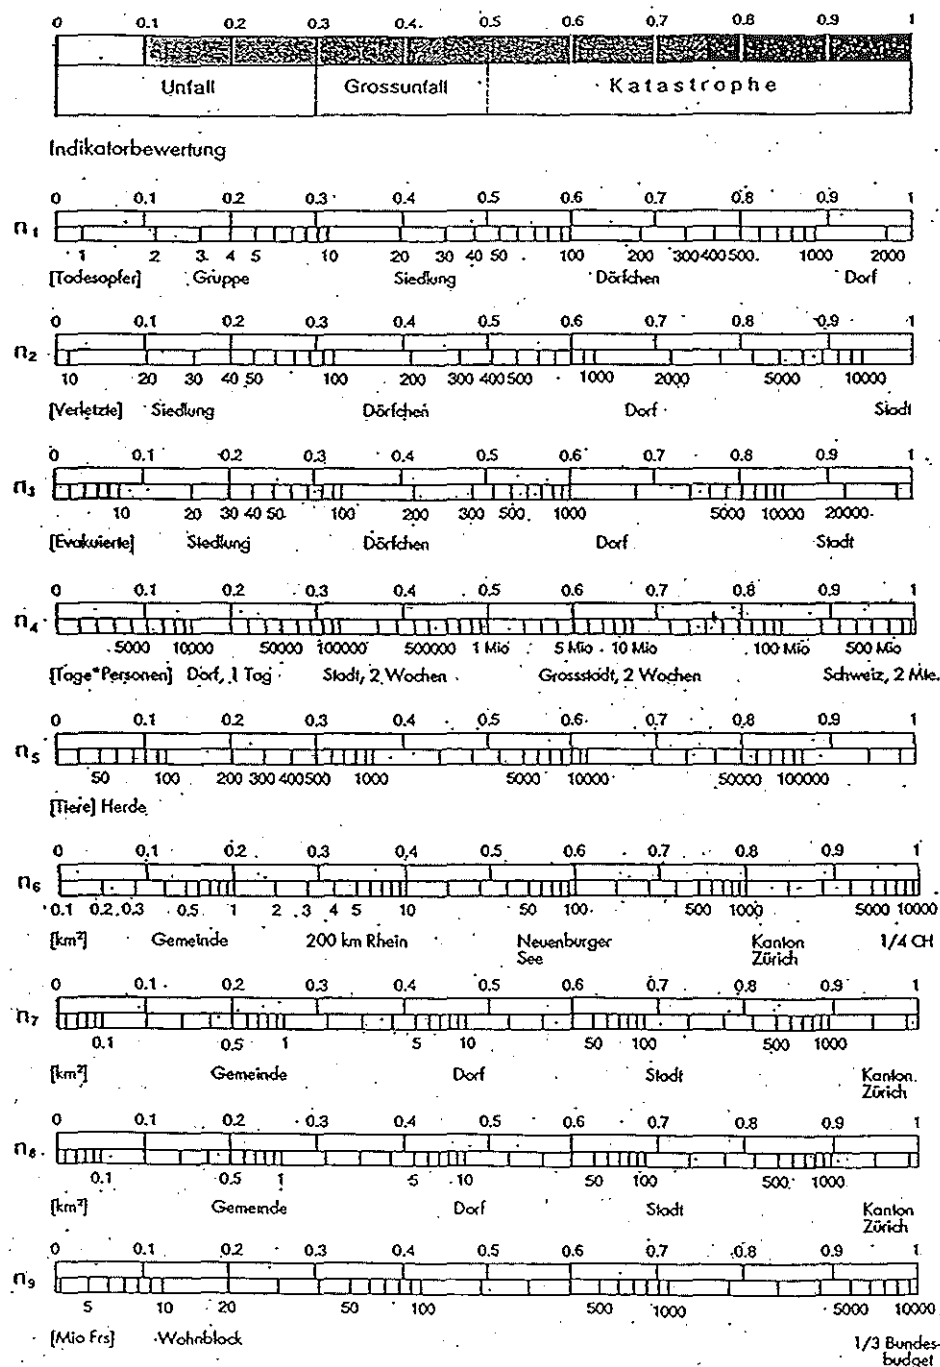 0 0.1 0.2 0.3 0.4 0.5 0.6 0.7 0.8 0.9 1
Unfall Grossunfall Katastrophe
Indikatorbewertung
0 0.1 0.2 0.3 0.4 0.5 0.6 0.7 0.8 0.9 1
n1
1 2 3 4 5 10 20 30 40 50 100 200 300 400 500 1000 2000
[Todesopfer] Gruppe Siedlung Dörfchen Dorf
0 0.1 0.2 0.3 0.4 0.5 0.6 0.7 0.8 0.9 1
n2
10 20 30 40 50 100 200 300 400 500 1000 2000 5000 10000
[Verletzte] Siedlung Dörfchen Dorf Stadt
0 0.1 0.2 0.3 0.4 0.5 0.6 0.7 0.8 0.9 1
n3
10 20 30 40 50 100 200 300 500 1000 5000 10000 20000
[Evakuierte] Siedlung Dörfchen Dorf Stadt
0 0.1 0.2 0.3 0.4 0.5 0.6 0.7 0.8 0.9 1
n4
5000 10000 50000 100000 500000 1 Mio 5 Mio 10 Mio 100 Mio 500 Mio
[Tage*Personen] Dorf, 1 Tag Stadt, 2 Wochen Grossstadt, 2 Wochen Schweiz, 2 Mte.
0 0.1 0.2 0.3 0.4 0.5 0.6 0.7 0.8 0.9 1
n5
50 100 200 300 400 500 1000 5000 10000 50000 100000
[Tiere] Herde
0 0.1 0.2 0.3 0.4 0.5 0.6 0.7 0.8 0.9 1
n6
0.1 0.2 0.3 0.5 1 2 3 4 5 10 50 100 500 1000 5000 10000
[km²] Gemeinde 200 km Rhein Neuenburger Kanton 1/4 CH
See Zürich
0 0.1 0.2 0.3 0.4 0.5 0.6 0.7 0.8 0.9 1
n7
0.1 0.5 1 5 10 50 100 500 1000
[km²] Gemeinde Dorf Stadt Kanton
Zürich
0 0.1 0.2 0.3 0.4 0.5 0.6 0.7 0.8 0.9 1
n8
0.1 0.5 1 5 10 50 100 500 1000
[km²] Gemeinde Dorf Stadt Kanton
Zürich
0 0.1 0.2 0.3 0.4 0.5 0.6 0.7 0.8 0.9 1
n9
5 10 20 50 100 500 1000 5000 10000
[Mio Frs] Wohnblock 1/3 Bundes-
budget